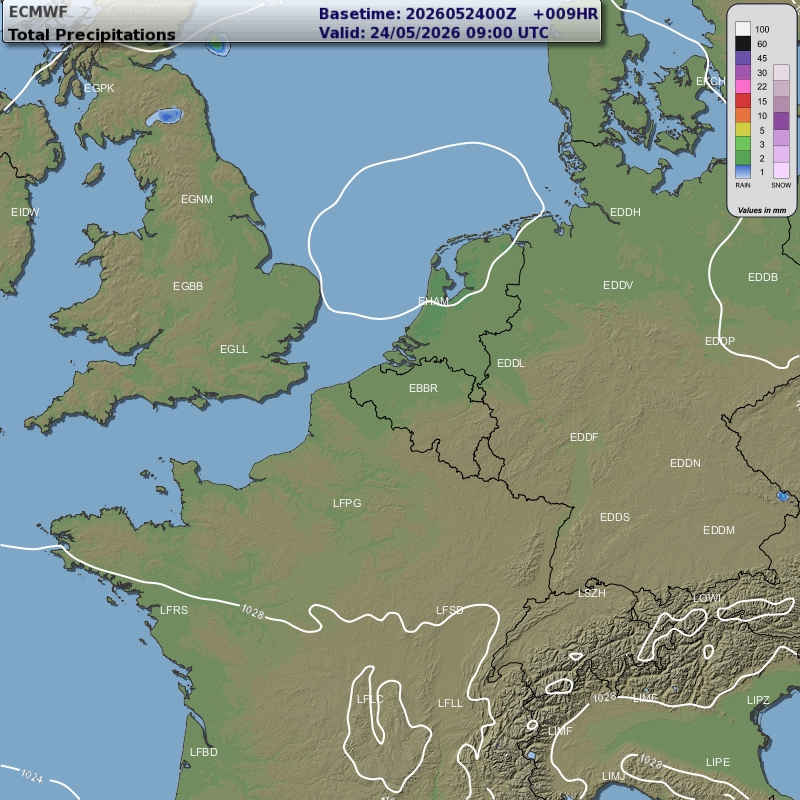 ECMWF
Basetime: 2026052400Z +009HR
Total Precipitations
Valid: 24/05/2026 09:00 UTC
100
60
45
30
22
15
10
5
3
2
1
RAIN
SNOW
Values in mm
EGPK
EKCH
EIDW
EGNM
EDDH
EGBB
EDDV
EDDB
EHAM
EGLL
EDDP
EDDL
EBBR
EDDF
EDDN
LFPG
EDDS
EDDM
LSZH
LOWI
LFRS
1028
LFSD
LFLC
LFLL
1028
LIME
LIPZ
LIMF
LFBD
1028
LIPE
1024
LIMJ